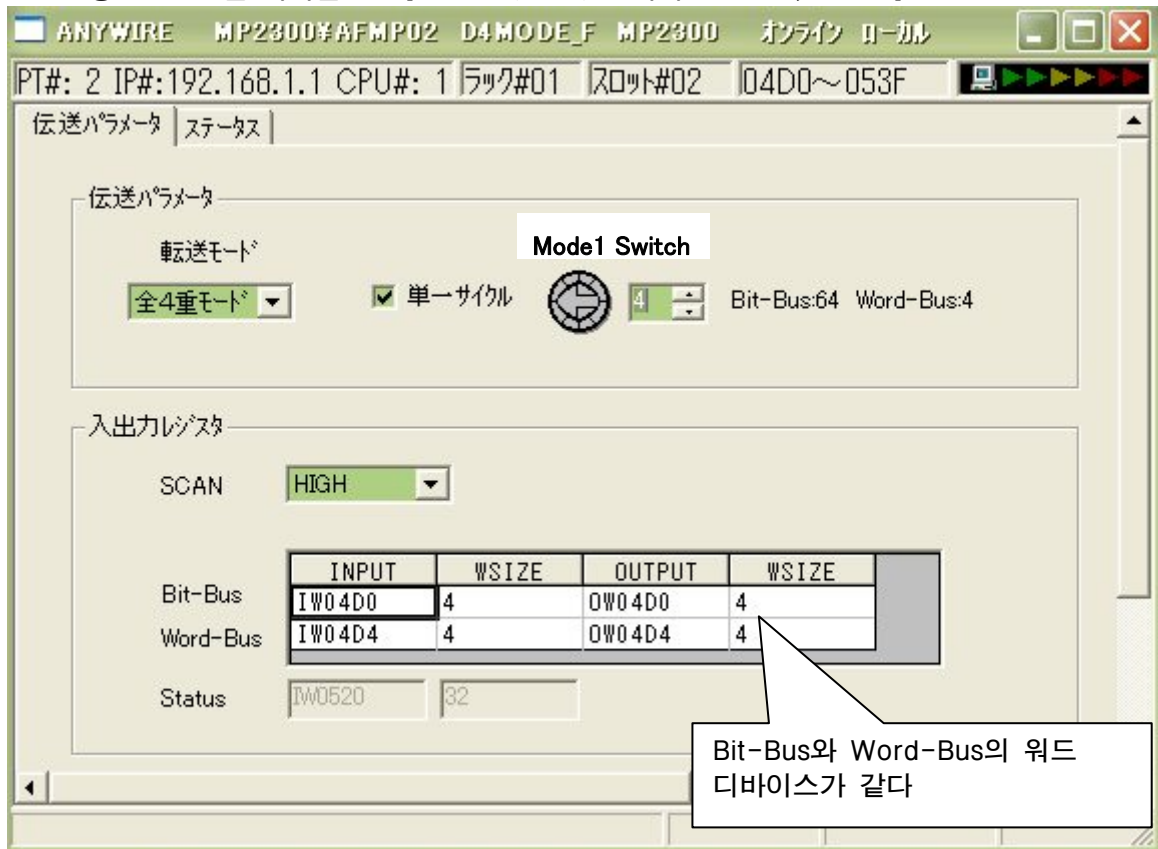 ANYWIRE MP2300¥AFMP02 D4MODE_F MP2300 オンライン ローカル
PT#: 2 IP#:192.168.1.1 CPU#: 1 ラック#01 スロット#02 04D0～053F
伝送パラメータ ステータス
伝送パラメータ
転送モード Mode1 Switch
全4重モード 単一サイクル 4 Bit-Bus:64 Word-Bus:4
入出力レジスタ
SCAN HIGH
INPUT WSIZE OUTPUT WSIZE
Bit-Bus IW04D0 4 OW04D0 4
Word-Bus IW04D4 4 OW04D4 4
Status IW0520 32
Bit-Bus와 Word-Bus의 워드
디바이스가 같다